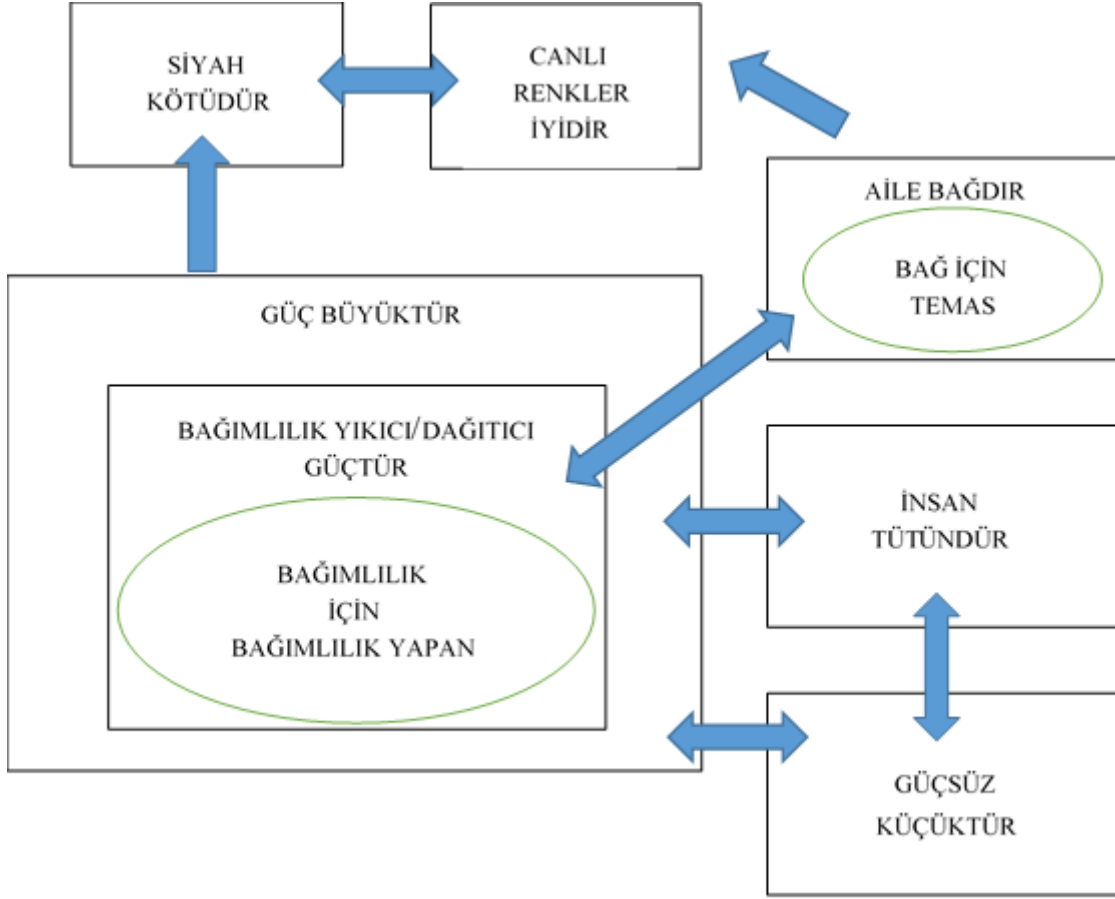 SİYAH
KÖTÜDÜR
CANLI
RENKLER
İYİDİR
AİLE BAĞDIR
BAĞ İÇİN
TEMAS
GÜÇ BÜYÜKTÜR
BAĞIMLILIK YIKICI/DAĞITICI
GÜÇTÜR
BAĞIMLILIK
İÇİN
BAĞIMLILIK YAPAN
İNSAN
TÜTÜNDÜR
GÜÇSÜZ
KÜÇÜKTÜR